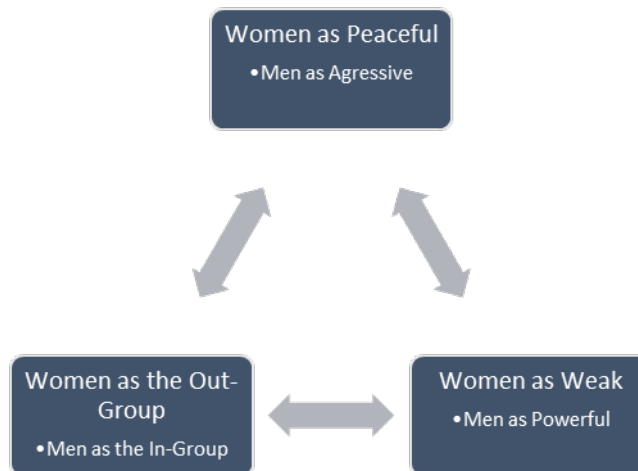 Women as Peaceful
•Men as Agressive
Women as the Out-
Group
•Men as the In-Group
Women as Weak
•Men as Powerful